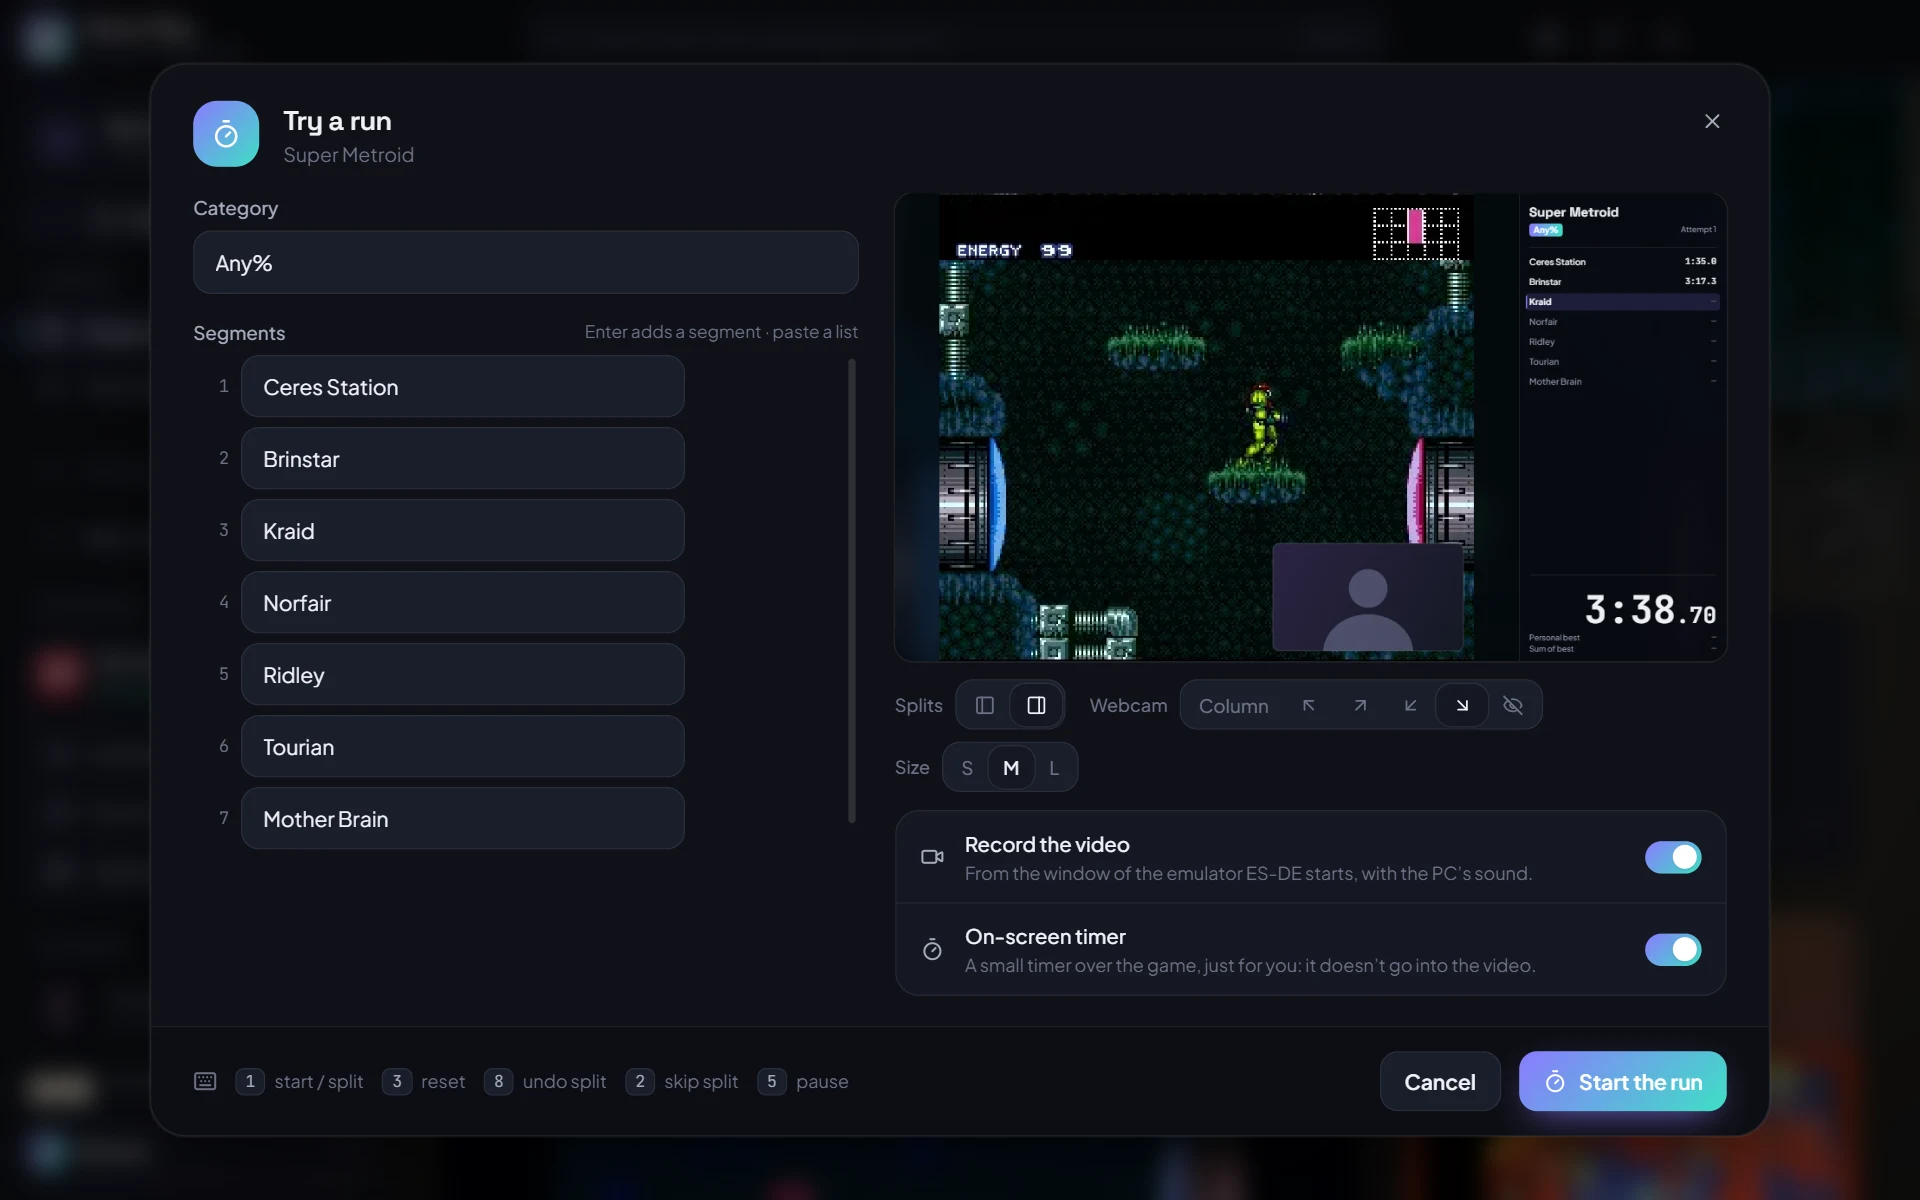 Try a run
Super Metroid
Category
Any%
Segments
Enter adds a segment · paste a list
1 Ceres Station
2 Brinstar
3 Kraid
4 Norfair
5 Ridley
6 Tourian
7 Mother Brain
ENERGY 99
Super Metroid
Any% Attempt 1
Ceres Station 1:35.0
Brinstar 3:17.3
Kraid –
Norfair –
Ridley –
Tourian –
Mother Brain –
3:38.70
Personal best –
Sum of best –
Splits Webcam Column
Size S M L
Record the video
From the window of the emulator ES-DE starts, with the PC's sound.
On-screen timer
A small timer over the game, just for you: it doesn't go into the video.
1 start / split 3 reset 8 undo split 2 skip split 5 pause
Cancel
Start the run